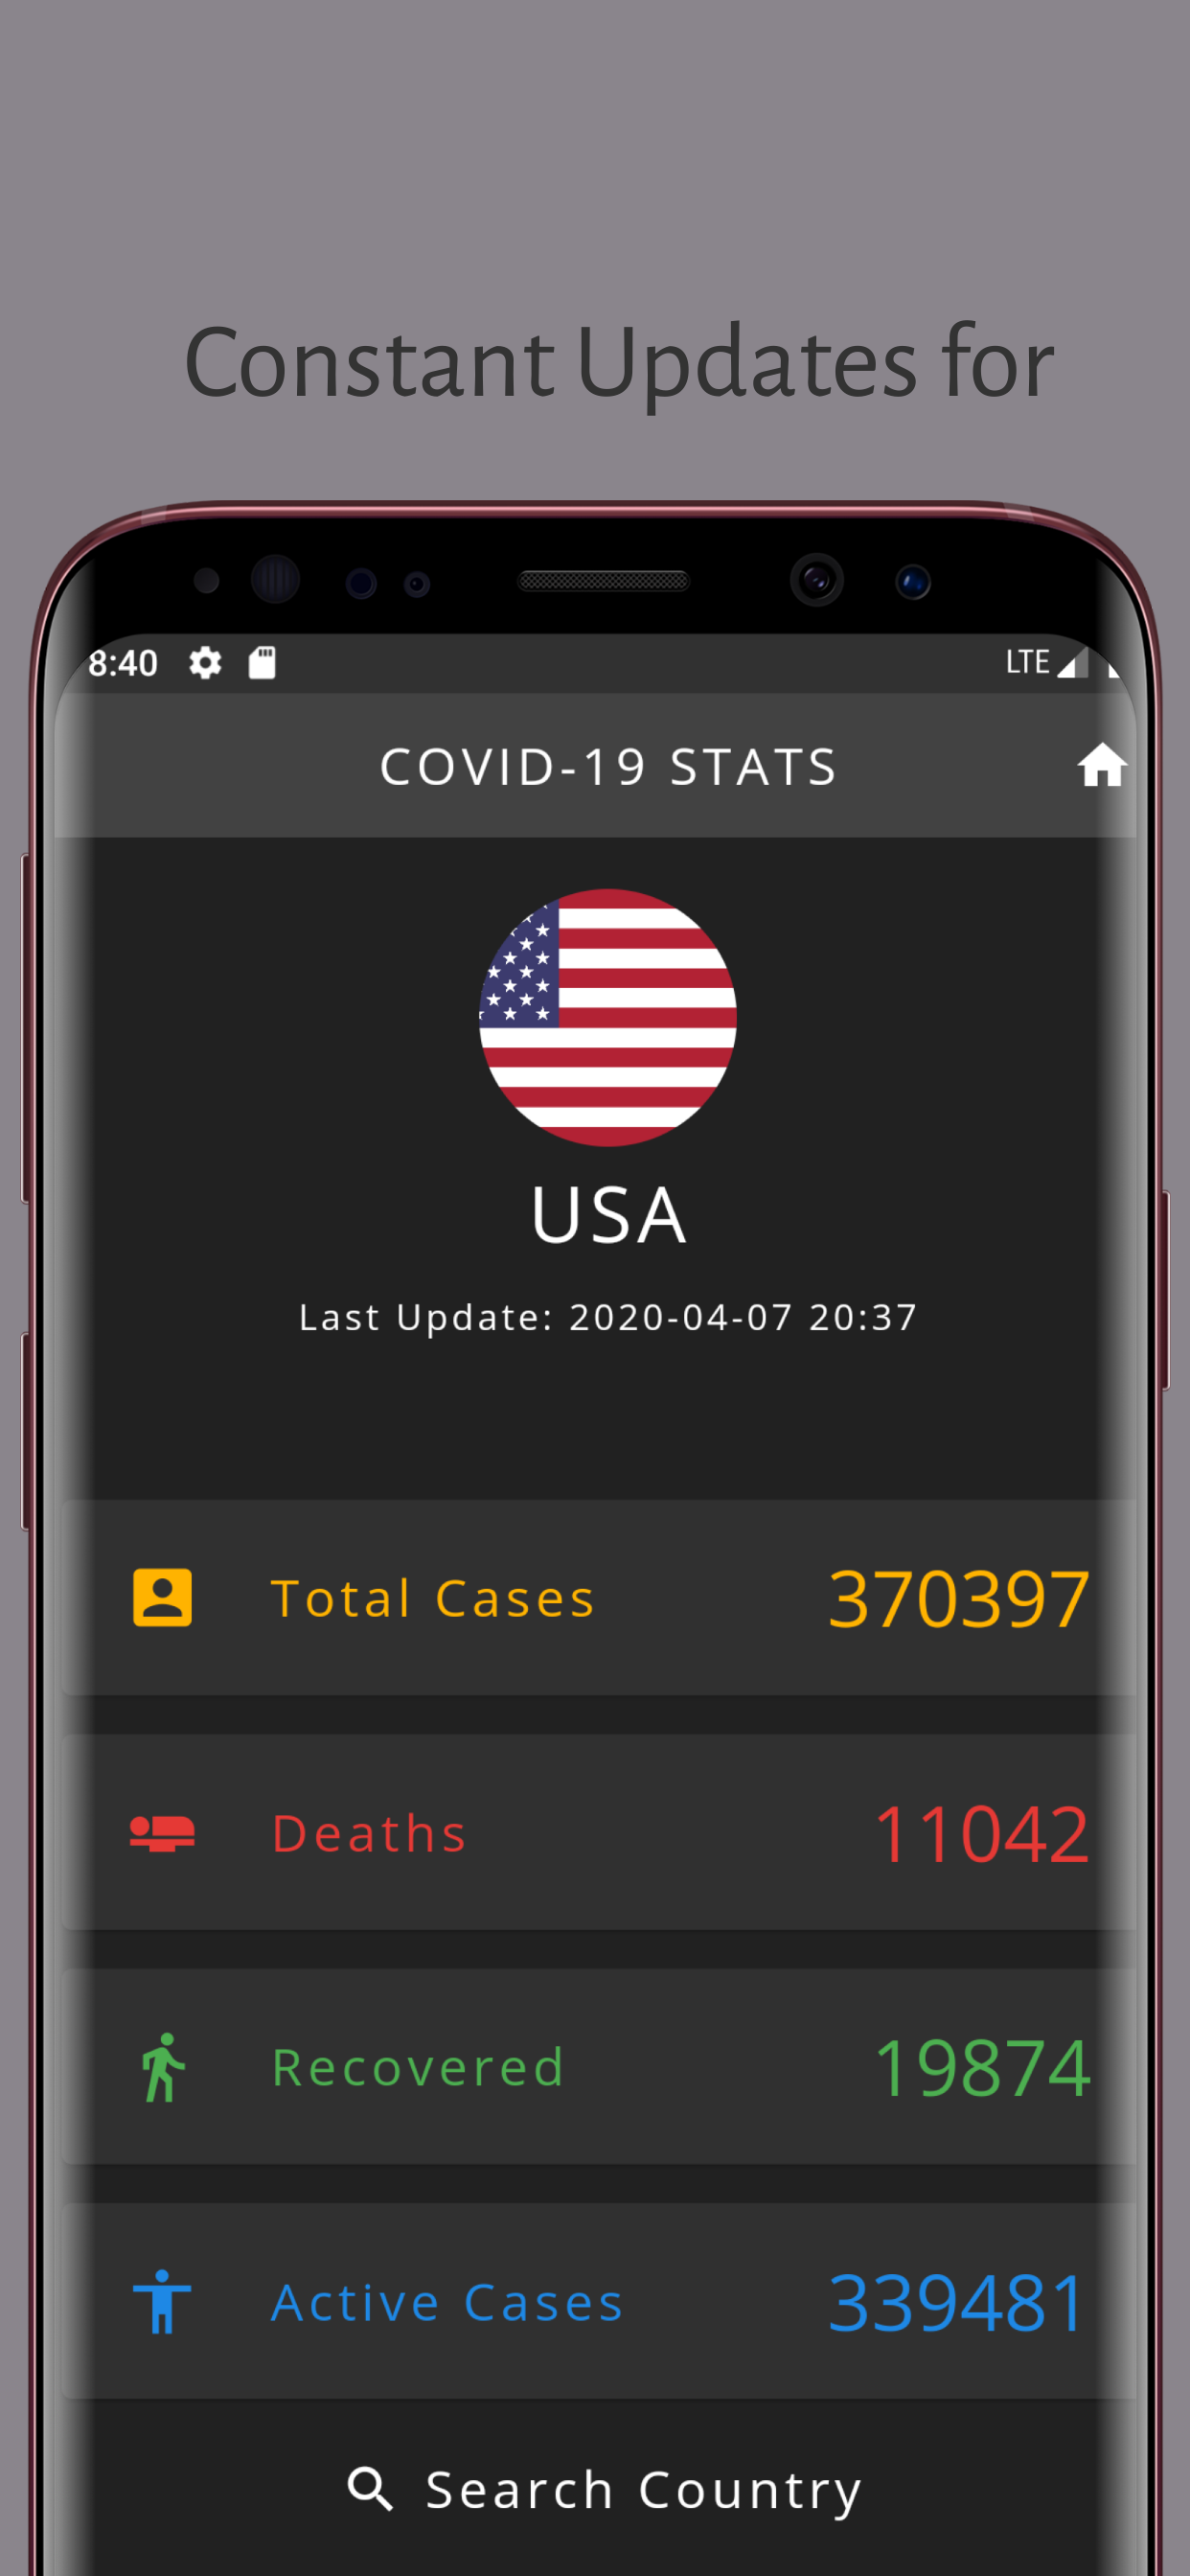 Constant Updates for
8:40
LTE
COVID-19 STATS
USA
Last Update: 2020-04-07 20:37
Total Cases 370397
Deaths 11042
Recovered 19874
Active Cases 339481
Search Country